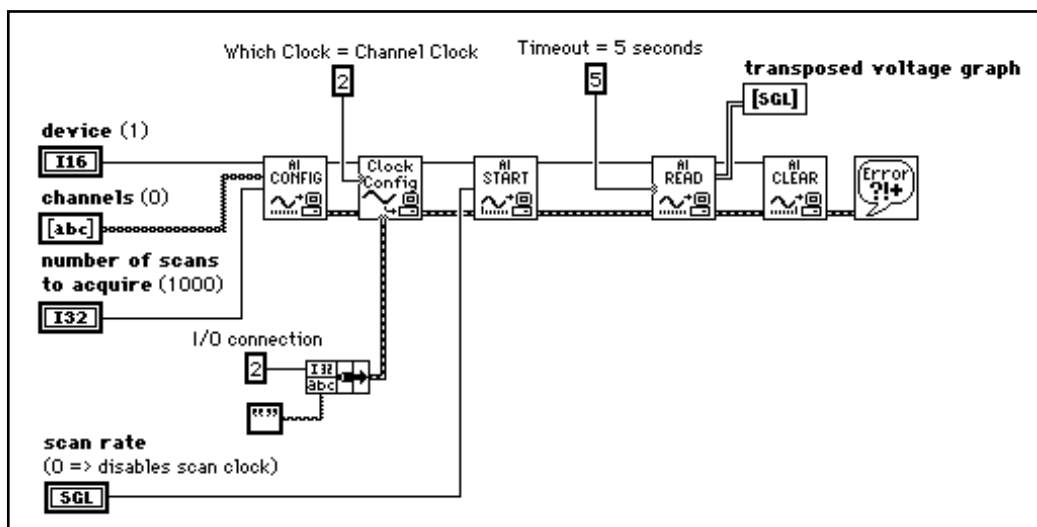 Which Clock = Channel Clock
2
Timeout = 5 seconds
5
transposed voltage graph
[SGL]
device (1)
I16
channels (0)
[abc]
number of scans
to acquire (1000)
I32
AI
CONFIG
Clock
Config
AI
START
AI
READ
AI
CLEAR
Error
?!+
I/O connection
2
I32
abc
""
scan rate
(0 => disables scan clock)
SGL